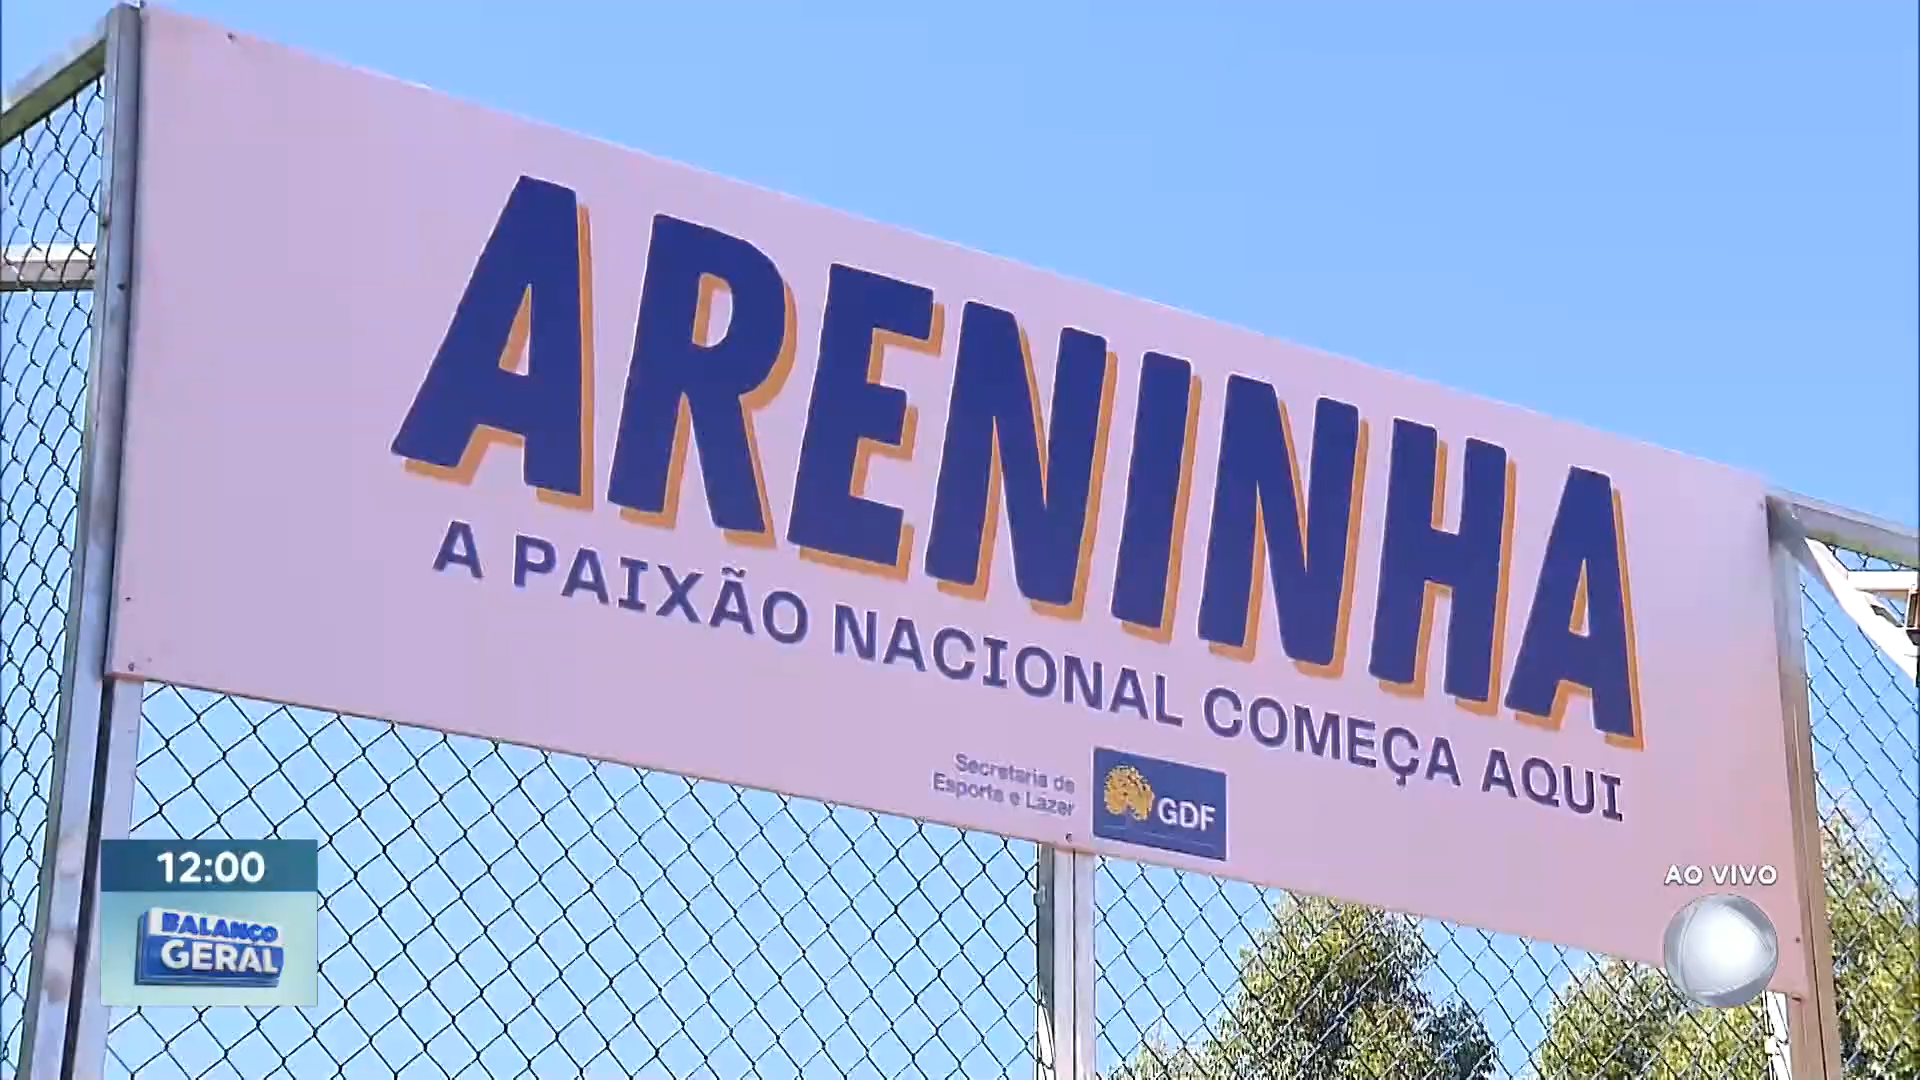 ARENINHA
A PAIXÃO NACIONAL COMEÇA AQUI
Secretaria de
Esporte e Lazer
GDF
12:00
BALANÇO
GERAL
AO VIVO